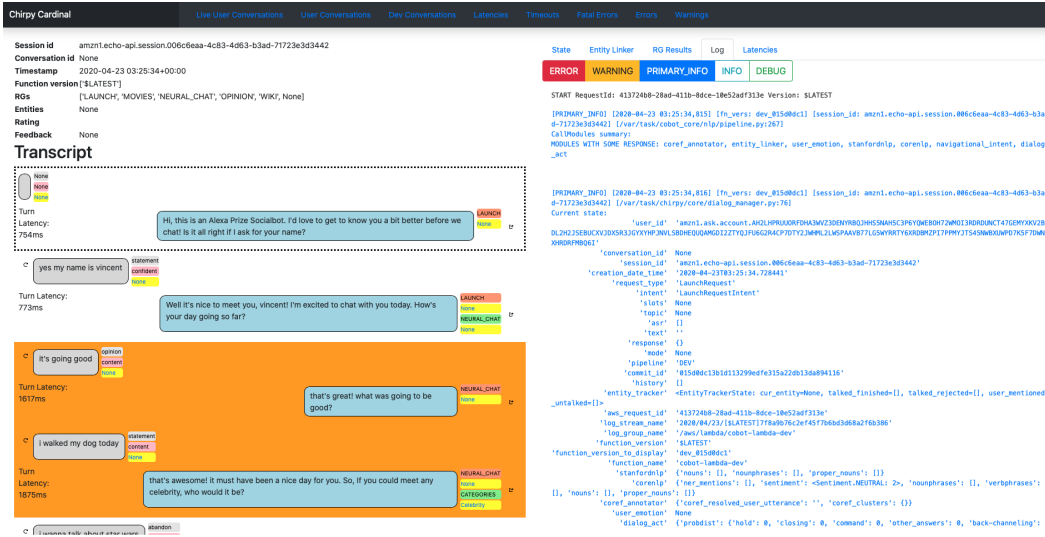 Chirpy Cardinal Live User Conversations User Conversations Dev Conversations Latencies Timeouts Fatal Errors Errors Warnings
Session id amzn1.echo-api.session.006c6eaa-4c83-4d63-b3ad-71723e3d3442
Conversation id None
Timestamp 2020-04-23 03:25:34+00:00
Function version ['$LATEST']
RGs ['LAUNCH', 'MOVIES', 'NEURAL_CHAT', 'OPINION', 'WIKI', None]
Entities None
Rating
Feedback None
Transcript
None
None
None
Turn
Latency:
754ms
Hi, this is an Alexa Prize Socialbot. I'd love to get to know you a bit better before we
chat! Is it all right if I ask for your name?
LAUNCH
None
yes my name is vincent
statement
confident
None
Turn Latency:
773ms
Well it's nice to meet you, vincent! I'm excited to chat with you today. How's
your day going so far?
LAUNCH
None
NEURAL_CHAT
None
it's going good
opinion
content
None
Turn Latency:
1617ms
that's great! what was going to be
good?
NEURAL_CHAT
None
i walked my dog today
statement
content
None
Turn
Latency:
1875ms
that's awesome! it must have been a nice day for you. So, If you could meet any
celebrity, who would it be?
NEURAL_CHAT
None
CATEGORIES
Celebrity
i wanna talk about star wars
abandon
State Entity Linker RG Results Log Latencies
ERROR WARNING PRIMARY_INFO INFO DEBUG
START RequestId: 413724b8-28ad-411b-8dce-10e52adf313e Version: $LATEST
[PRIMARY_INFO] [2020-04-23 03:25:34,815] [fn_vers: dev_015d0dc1] [session_id: amzn1.echo-api.session.006c6eaa-4c83-4d63-b3a
d-71723e3d3442] [/var/task/cobot_core/nlp/pipeline.py:267]
CallModules summary:
MODULES WITH SOME RESPONSE: coref_annotator, entity_linker, user_emotion, stanfordnlp, corenlp, navigational_intent, dialog
_act
[PRIMARY_INFO] [2020-04-23 03:25:34,816] [fn_vers: dev_015d0dc1] [session_id: amzn1.echo-api.session.006c6eaa-4c83-4d63-b3a
d-71723e3d3442] [/var/task/chirpy/core/dialog_manager.py:76]
Current state:
'user_id'
'conversation_id' None
'session_id' 'amzn1.echo-api.session.006c6eaa-4c83-4d63-b3ad-71723e3d3442'
'creation_date_time' '2020-04-23T03:25:34.728441'
'request_type' 'LaunchRequest'
'intent' 'LaunchRequestIntent'
'slots' None
'topic' None
'asr' []
'text' ''
'response' {}
'mode' None
'pipeline' 'DEV'
'commit_id' '015d0dc13b1d113299edfe315a22db13da894116'
'history' []
'entity_tracker' <EntityTrackerState: cur_entity=None, talked_finished=[], talked_rejected=[], user_mentioned
_untalked=[]>
'aws_request_id' '413724b8-28ad-411b-8dce-10e52adf313e'
'log_stream_name' '2020/04/23/[$LATEST]7f8a9b76c2ef45f7b6bd3d68a2f6b386'
'log_group_name' '/aws/lambda/cobot-lambda-dev'
'function_version' '$LATEST'
'function_version_to_display' 'dev_015d0dc1'
'function_name' 'cobot-lambda-dev'
'stanfordnlp' {'nouns': [], 'nounphrases': [], 'proper_nouns': []}
'corenlp' {'ner_mentions': [], 'sentiment': <Sentiment.NEUTRAL: 2>, 'nounphrases': [], 'verbphrases':
[], 'nouns': [], 'proper_nouns': []}
'coref_annotator' {'coref_resolved_user_utterance': '', 'coref_clusters': {}}
'user_emotion' None
'dialog_act' {'probdist': {'hold': 0, 'closing': 0, 'command': 0, 'other_answers': 0, 'back-channeling':